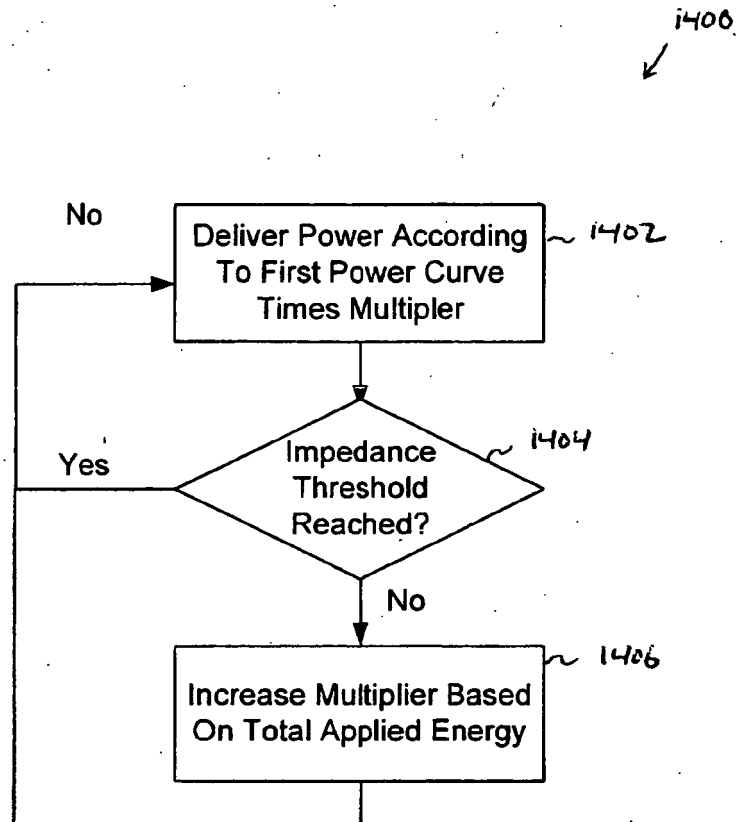 1400
No
Deliver Power According
To First Power Curve
Times Multipler
1402
Impedance
Threshold
Reached?
1404
Yes
No
1406
Increase Multiplier Based
On Total Applied Energy